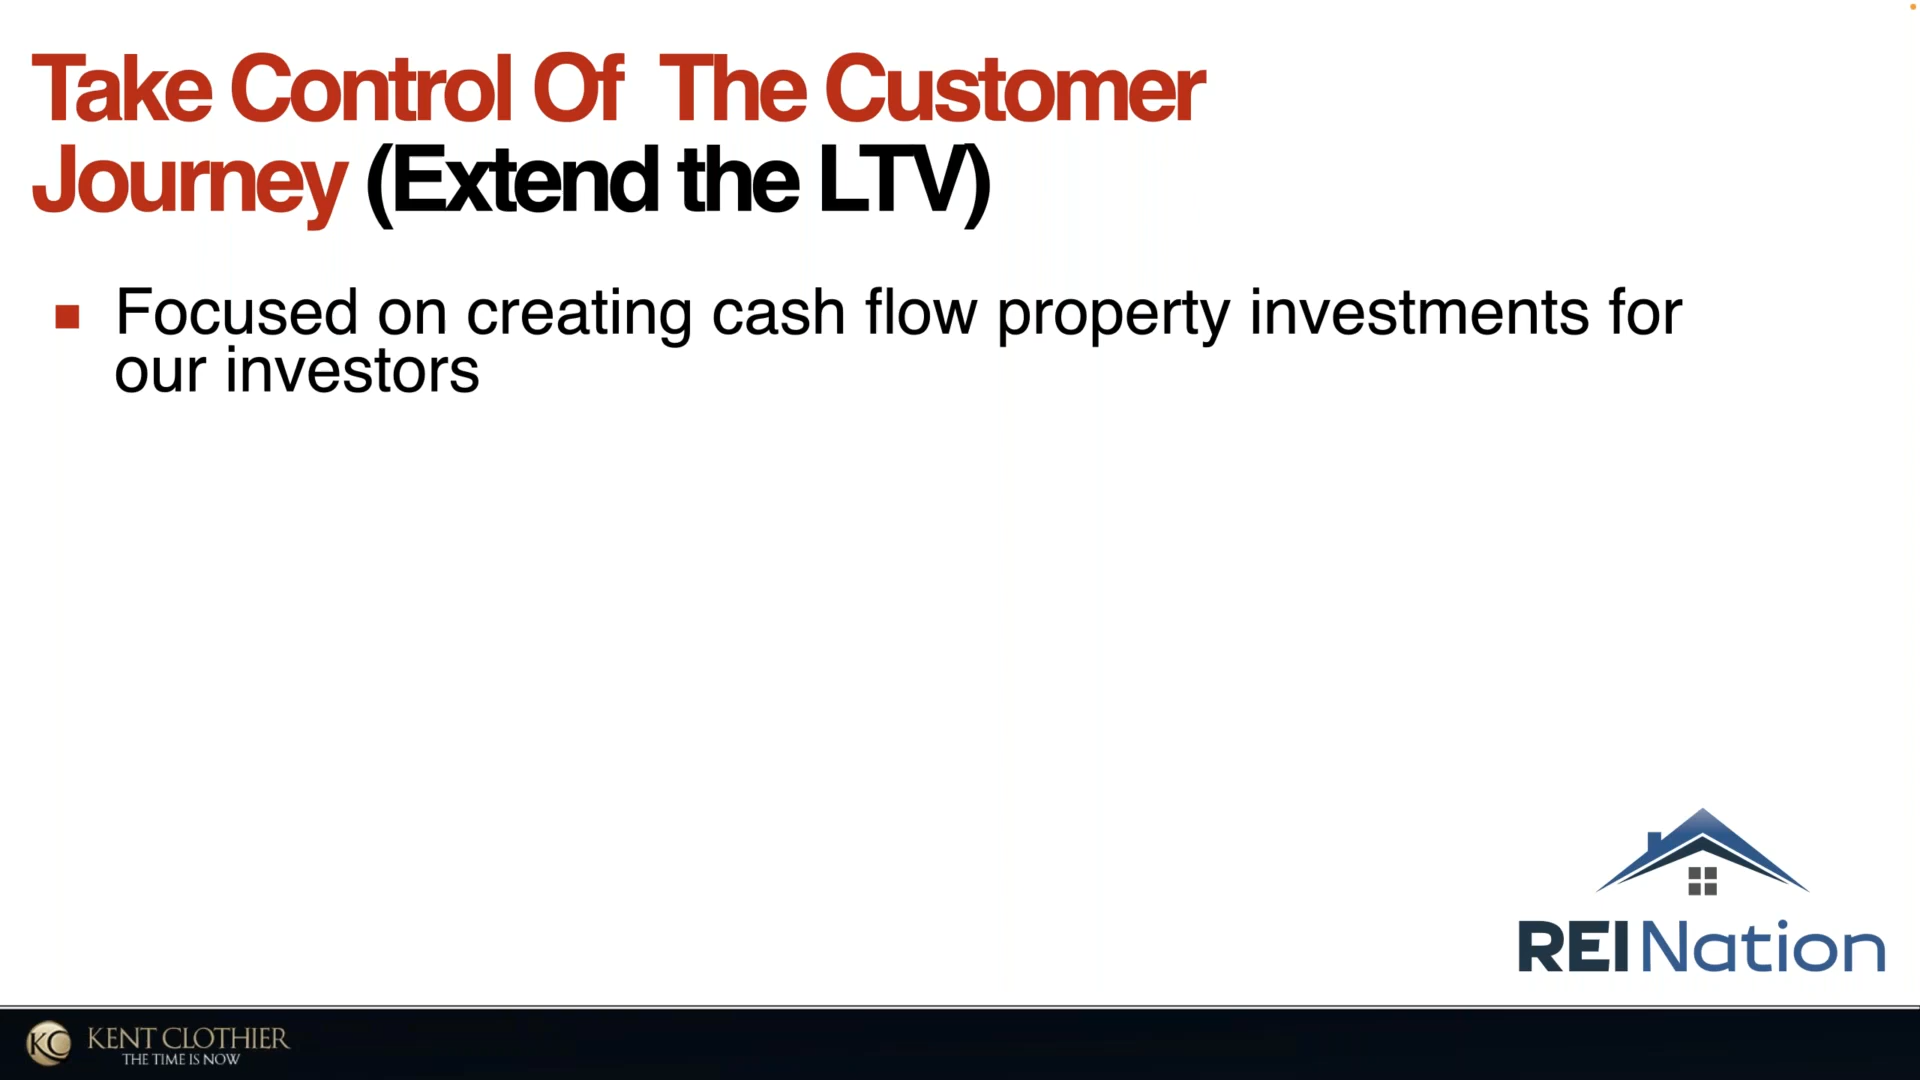 Take Control Of The Customer
Journey (Extend the LTV)
Focused on creating cash flow property investments for
our investors
REINation
KC
KENT CLOTHIER
THE TIME IS NOW